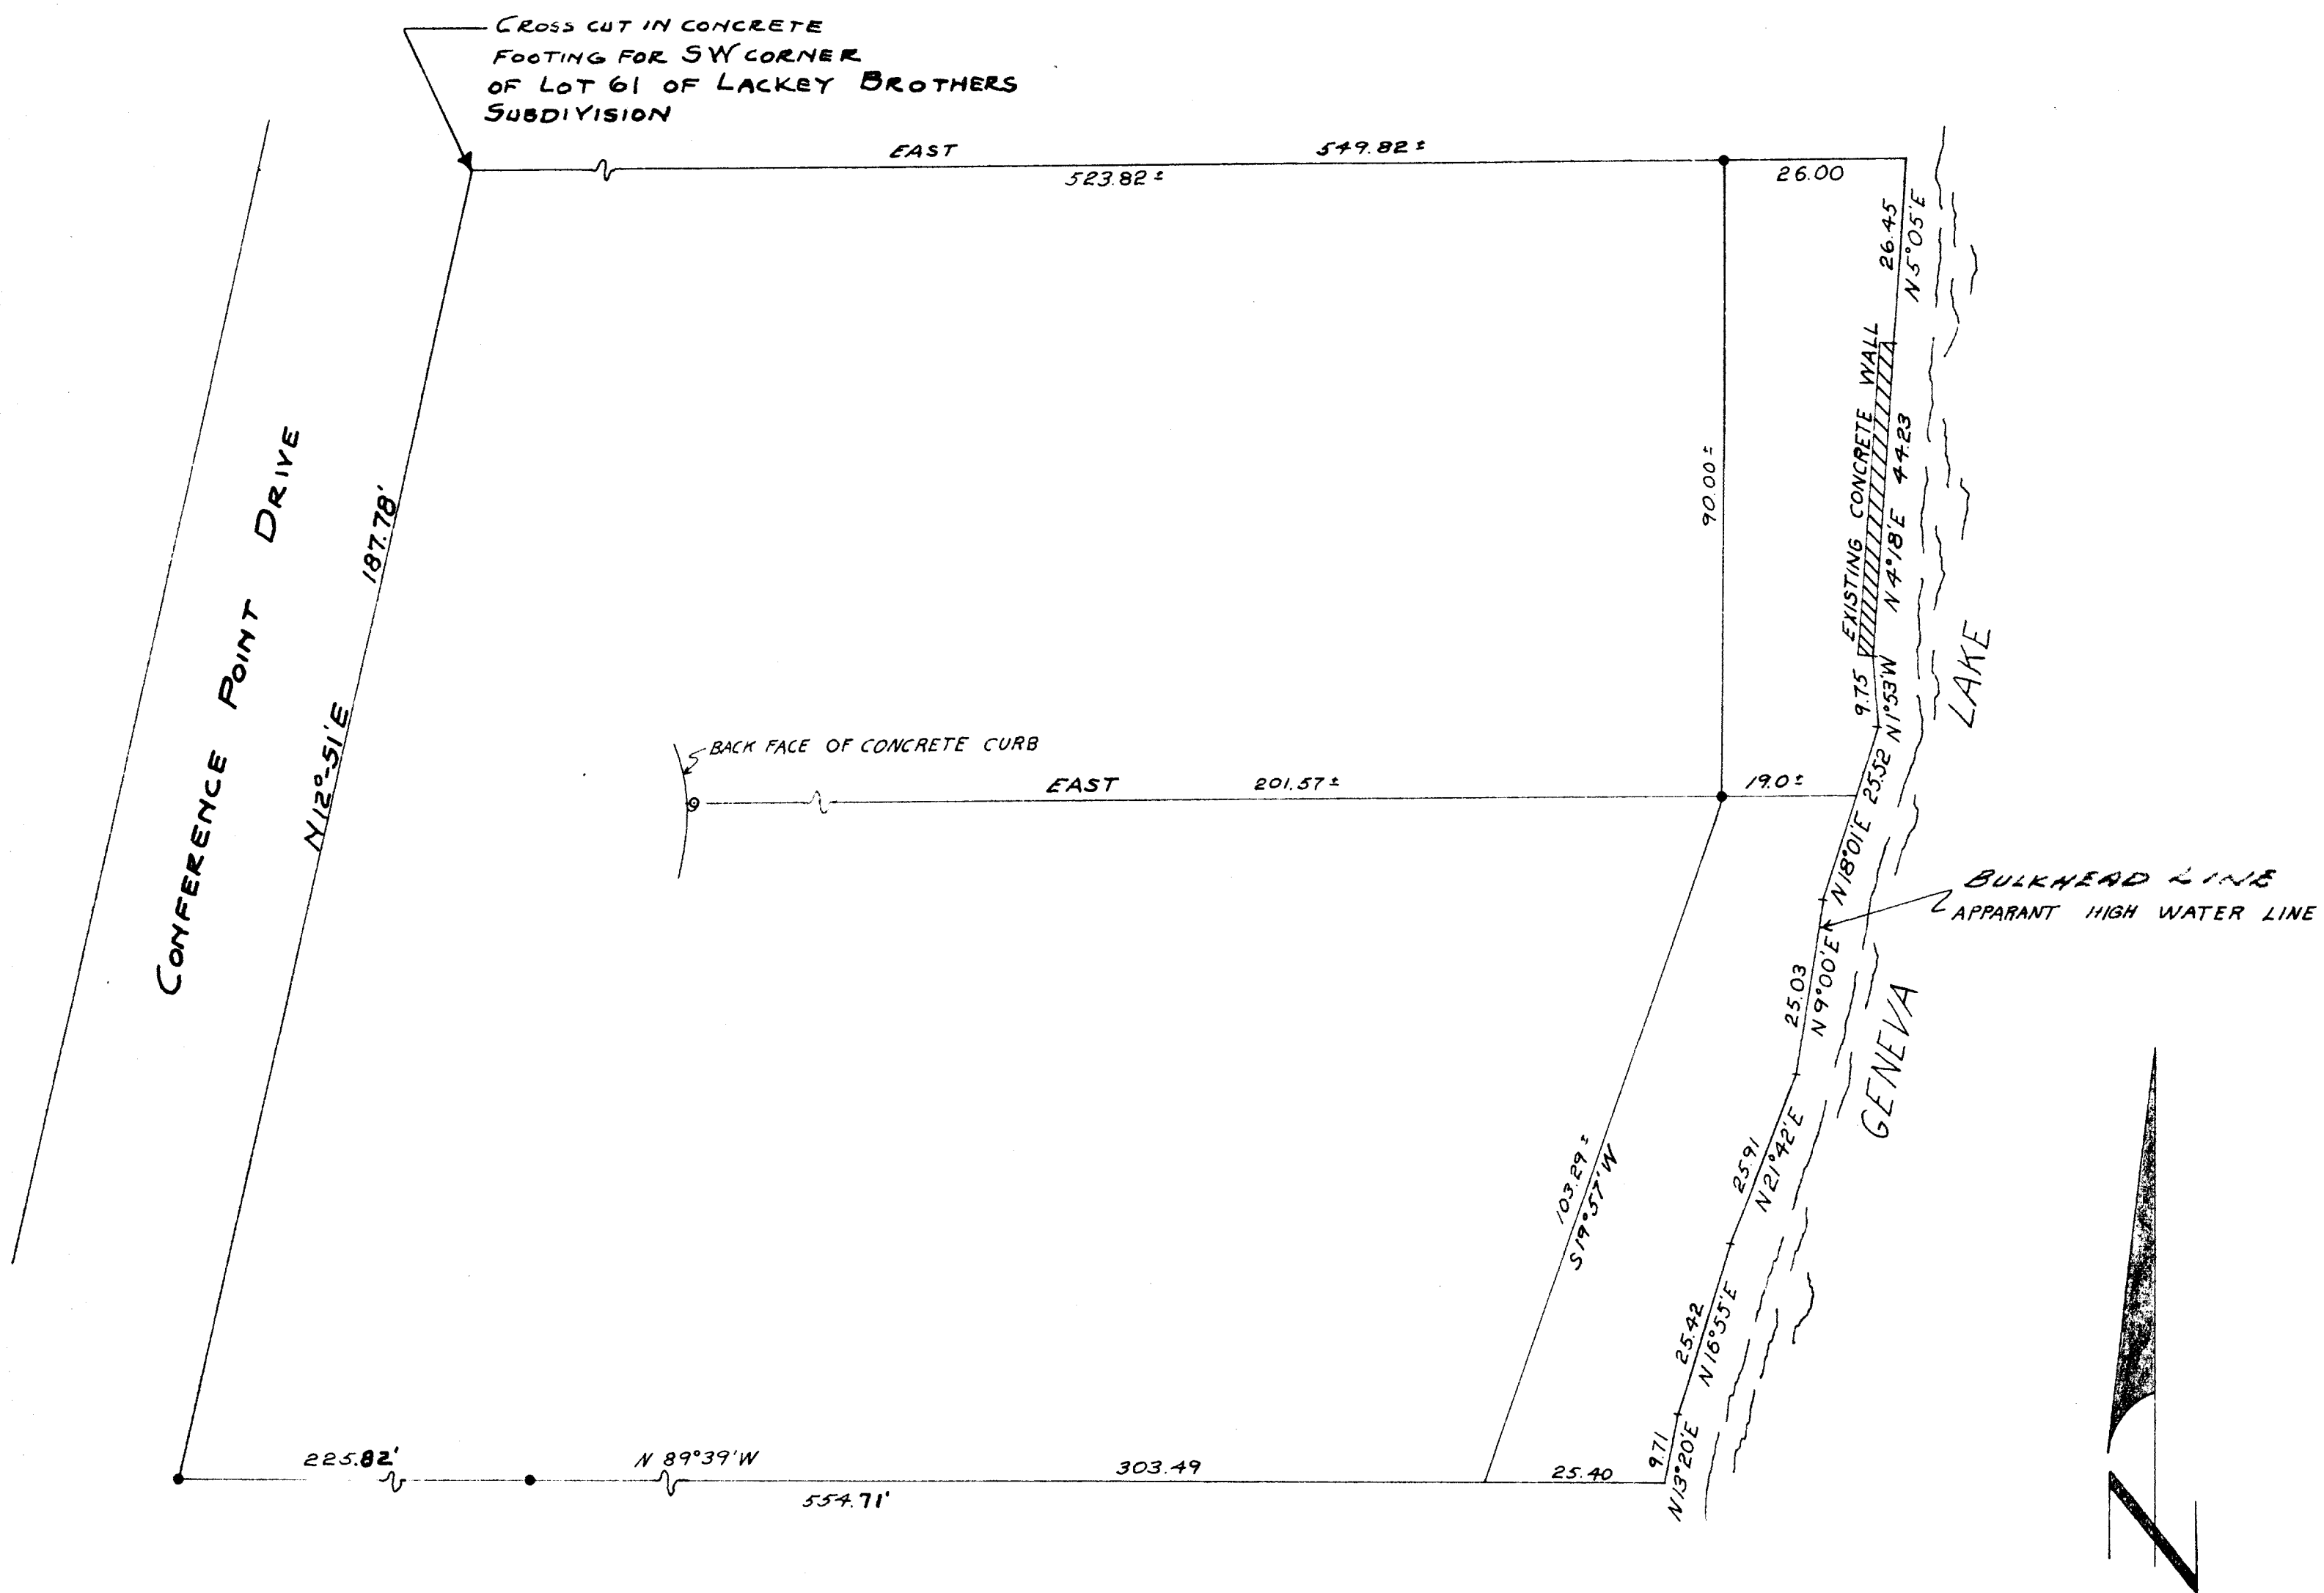 CROSS CUT IN CONCRETE
FOOTING FOR SW CORNER
OF LOT 61 OF LACKEY BROTHERS
SUBDIVISION
EAST 549.82±
523.82±
26.00
26.45
N 5°05'E
EXISTING CONCRETE WALL
N 4°18'E 44.23
90.00±
CONFERENCE POINT DRIVE
187.78'
N12°-51'E
9.75
N1°53'W
LAKE
BACK FACE OF CONCRETE CURB
EAST 201.57±
19.0±
N18°01'E 25.52
BULKHEAD LINE
APPARANT HIGH WATER LINE
25.03
N9°00'E
GENEVA
25.91
N21°42'E
103.29±
S19°57'W
25.42
N16°55'E
9.71
N13°20'E
225.82'
N 89°39'W
303.49
25.40
554.71'
N